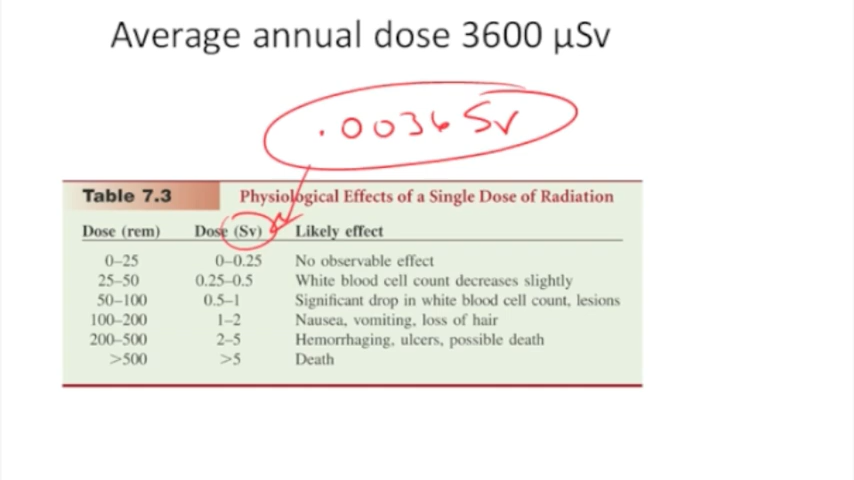 Average annual dose 3600 µSv
.0036 Sv
Table 7.3 Physiological Effects of a Single Dose of Radiation
Dose (rem) Dose (Sv) Likely effect
0–25 0–0.25 No observable effect
25–50 0.25–0.5 White blood cell count decreases slightly
50–100 0.5–1 Significant drop in white blood cell count, lesions
100–200 1–2 Nausea, vomiting, loss of hair
200–500 2–5 Hemorrhaging, ulcers, possible death
>500 >5 Death